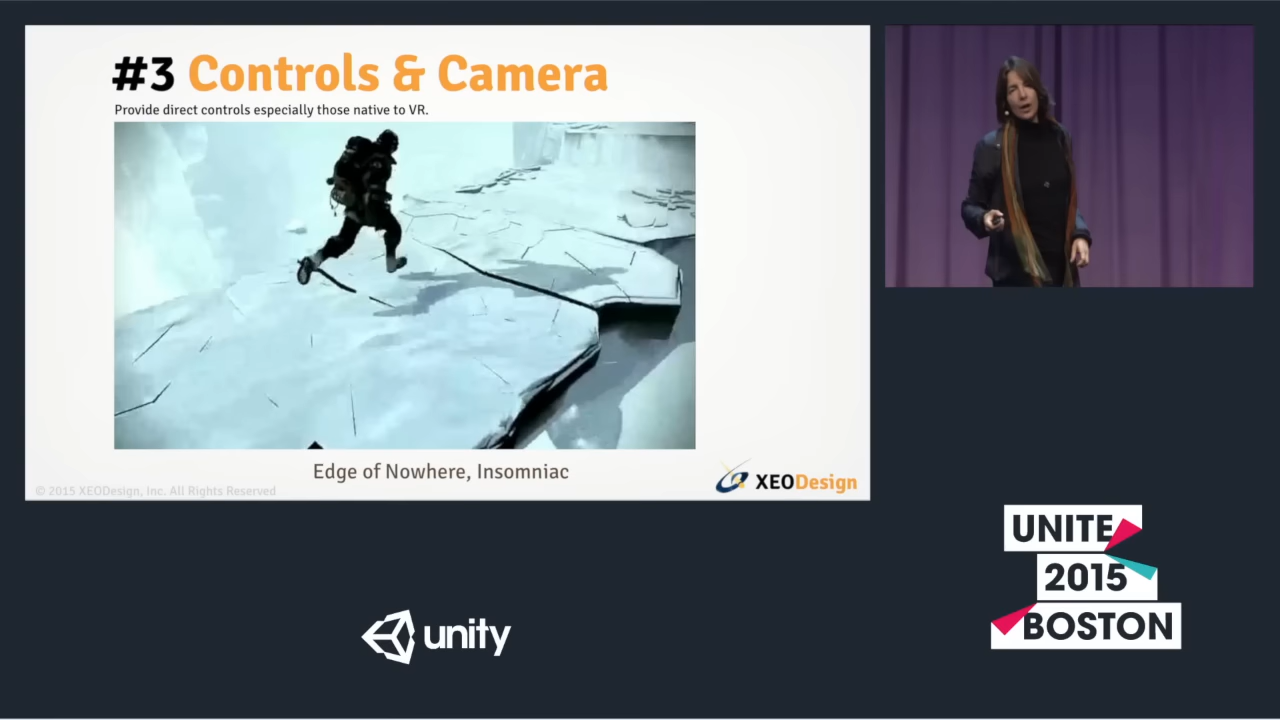 #3 Controls & Camera
Provide direct controls especially those native to VR.
Edge of Nowhere, Insomniac
© 2015 XEODesign, Inc. All Rights Reserved
XEODesign
unity
UNITE
2015
BOSTON